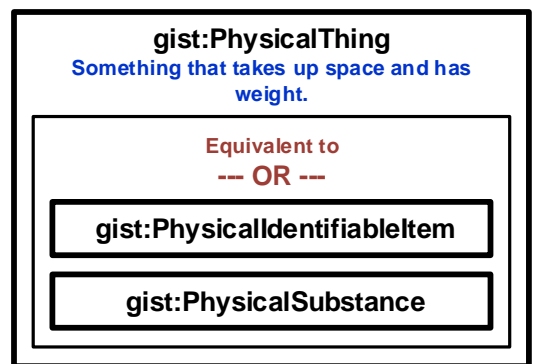 gist:PhysicalThing
Something that takes up space and has
weight.
Equivalent to
--- OR ---
gist:PhysicalIdentifiableItem
gist:PhysicalSubstance